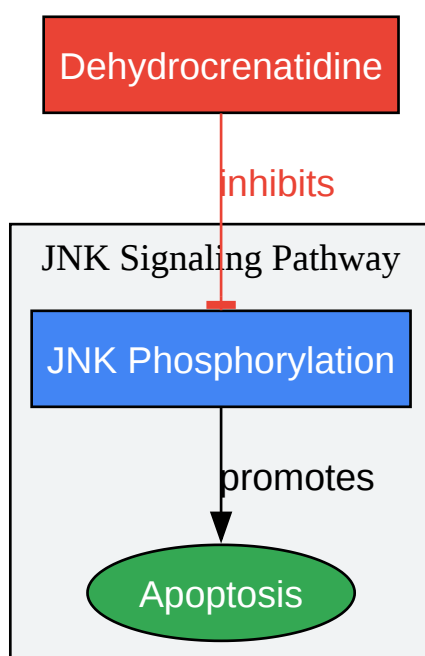 Dehydrocrenatidine
inhibits
JNK Signaling Pathway
JNK Phosphorylation
promotes
Apoptosis